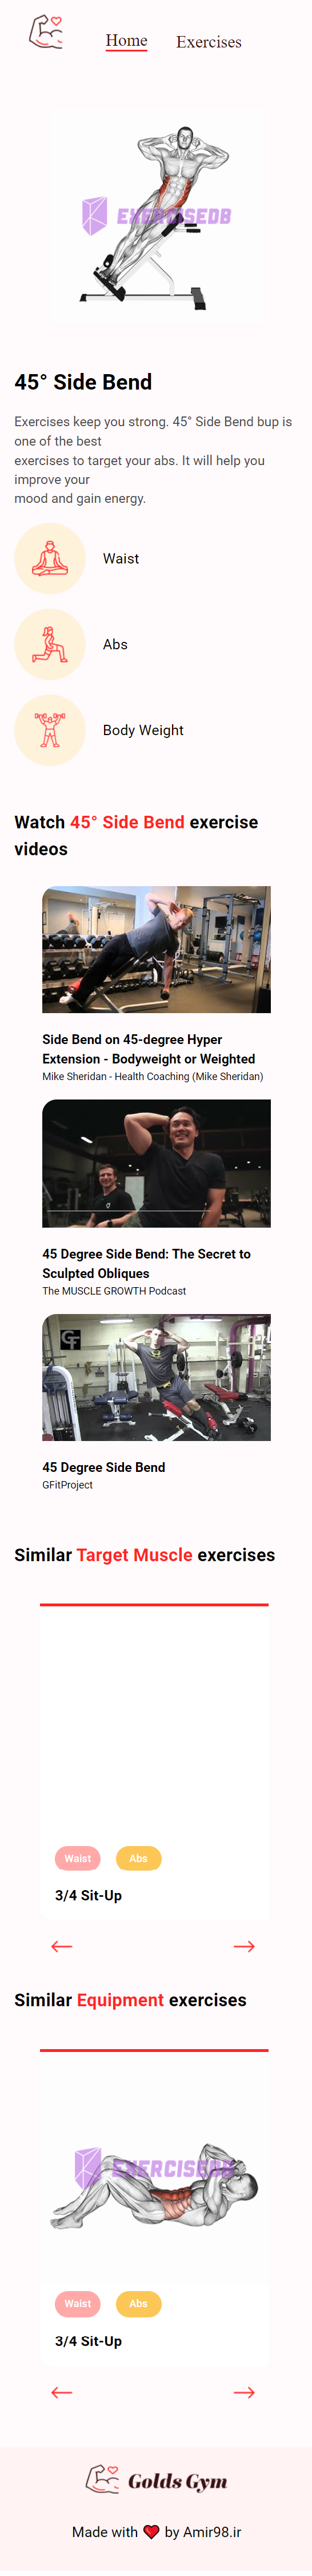 Home Exercises
EXERCISEDB
45° Side Bend
Exercises keep you strong. 45° Side Bend bup is
one of the best
exercises to target your abs. It will help you
improve your
mood and gain energy.
Waist
Abs
Body Weight
Watch 45° Side Bend exercise
videos
Side Bend on 45-degree Hyper
Extension - Bodyweight or Weighted
Mike Sheridan - Health Coaching (Mike Sheridan)
45 Degree Side Bend: The Secret to
Sculpted Obliques
The MUSCLE GROWTH Podcast
GF
45 Degree Side Bend
GFitProject
Similar Target Muscle exercises
Waist Abs
3/4 Sit-Up
Similar Equipment exercises
EXERCISEDB
Waist Abs
3/4 Sit-Up
Golds Gym
Made with ❤️ by Amir98.ir